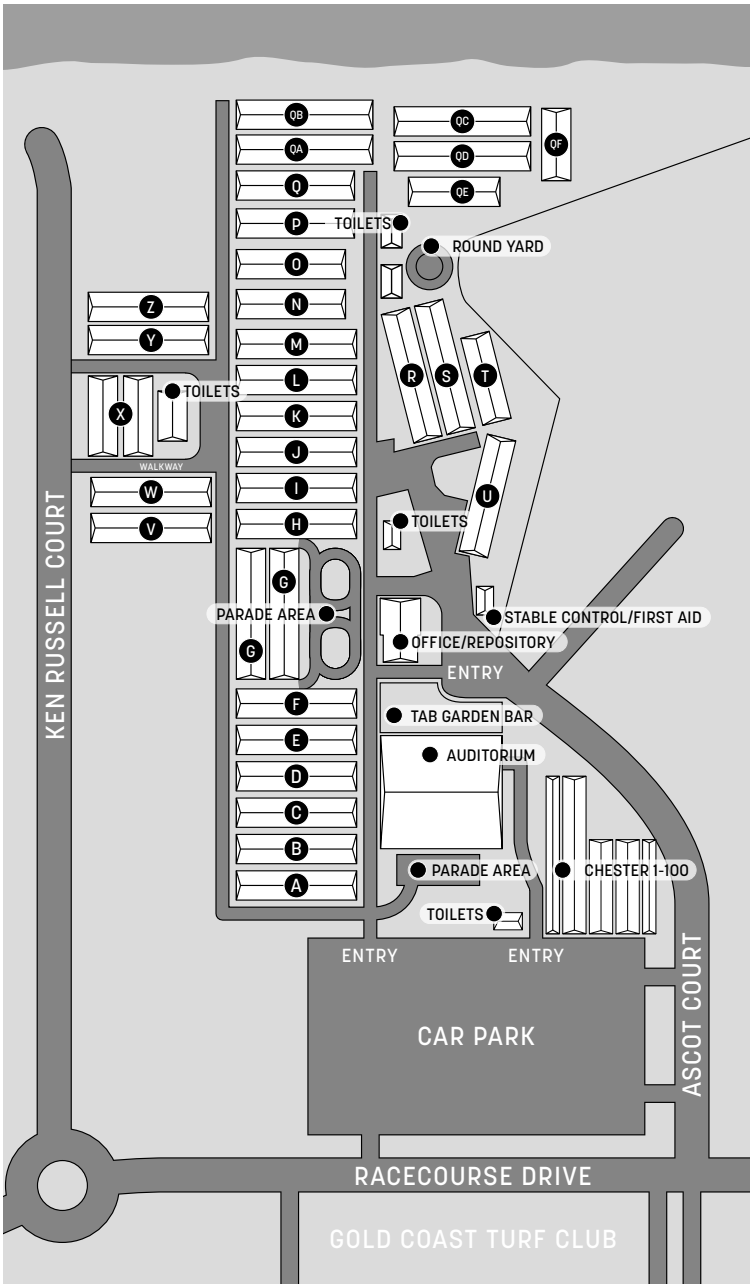 QB
QC
QF
QA
QD
Q
QE
P
TOILETS
ROUND YARD
O
N
Z
Y
M
L
R
S
T
TOILETS
X
K
J
WALKWAY
I
W
U
H
TOILETS
V
G
PARADE AREA
STABLE CONTROL/FIRST AID
G
OFFICE/REPOSITORY
KEN RUSSELL COURT
ENTRY
F
TAB GARDEN BAR
E
AUDITORIUM
D
C
B
A
PARADE AREA
CHESTER 1-100
TOILETS
ENTRY
ENTRY
ASCOT COURT
CAR PARK
RACECOURSE DRIVE
GOLD COAST TURF CLUB